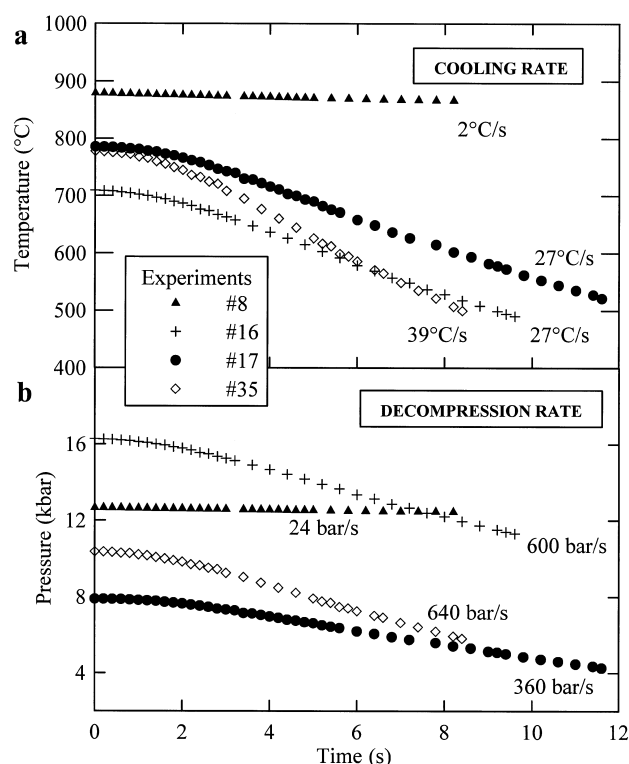 a
1000
900
800
700
600
500
400
Temperature (°C)
COOLING RATE
2°C/s
27°C/s
39°C/s
27°C/s
Experiments
#8
#16
#17
#35
b
16
12
8
4
Pressure (kbar)
DECOMPRESSION RATE
24 bar/s
600 bar/s
640 bar/s
360 bar/s
0
2
4
6
8
10
12
Time (s)